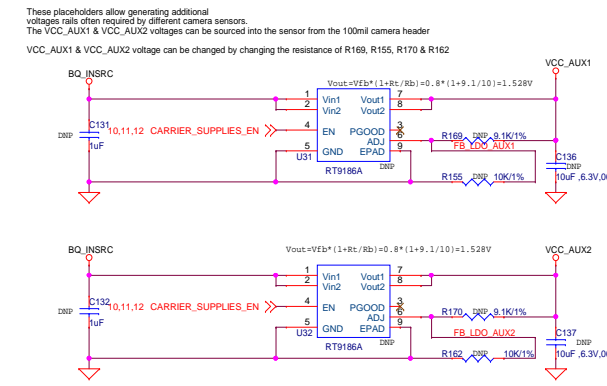 These placeholders allow generating additional
voltages rails often required by different camera sensors.
The VCC_AUX1 & VCC_AUX2 voltages can be sourced into the sensor from the 100mil camera header
VCC_AUX1 & VCC_AUX2 voltage can be changed by changing the resistance of R169, R155, R170 & R162
BQ_INSRC
VCC_AUX1
Vout=Vfb*(1+Rt/Rb)=0.8*(1+9.1/10)=1.528V
1 Vin1 Vout1 7
2 Vin2 Vout2 8
C131
DNP
1uF
10,11,12 CARRIER_SUPPLIES_EN
4 EN PGOOD 3
ADJ 6
5 GND EPAD 9
U31
RT9186A
DNP
R169 DNP 9.1K/1%
FB_LDO_AUX1
R155 DNP 10K/1%
C136
DNP
10uF ,6.3V,0
BQ_INSRC
VCC_AUX2
Vout=Vfb*(1+Rt/Rb)=0.8*(1+9.1/10)=1.528V
1 Vin1 Vout1 7
2 Vin2 Vout2 8
C132
DNP
1uF
10,11,12 CARRIER_SUPPLIES_EN
4 EN PGOOD 3
ADJ 6
5 GND EPAD 9
U32
RT9186A
DNP
R170 DNP 9.1K/1%
FB_LDO_AUX2
R162 DNP 10K/1%
C137
DNP
10uF ,6.3V,0